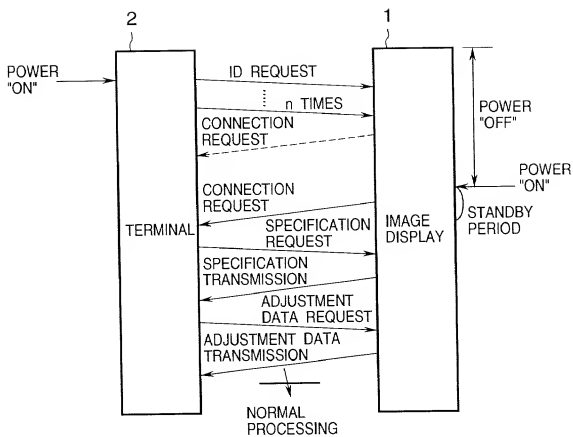 2
1
POWER
"ON"
ID REQUEST
n TIMES
CONNECTION
REQUEST
POWER
"OFF"
POWER
"ON"
CONNECTION
REQUEST
STANDBY
PERIOD
TERMINAL
SPECIFICATION
REQUEST
IMAGE
DISPLAY
SPECIFICATION
TRANSMISSION
ADJUSTMENT
DATA REQUEST
ADJUSTMENT DATA
TRANSMISSION
NORMAL
PROCESSING